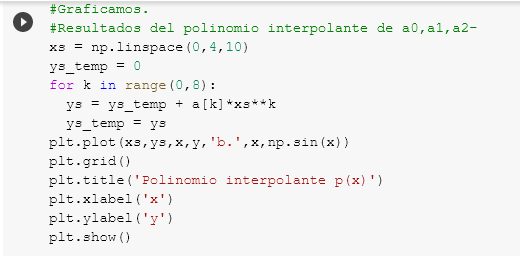 #Graficamos.
#Resultados del polinomio interpolante de a0,a1,a2-
xs = np.linspace(0,4,10)
ys_temp = 0
for k in range(0,8):
  ys = ys_temp + a[k]*xs**k
  ys_temp = ys
plt.plot(xs,ys,x,y,'b.',x,np.sin(x))
plt.grid()
plt.title('Polinomio interpolante p(x)')
plt.xlabel('x')
plt.ylabel('y')
plt.show()